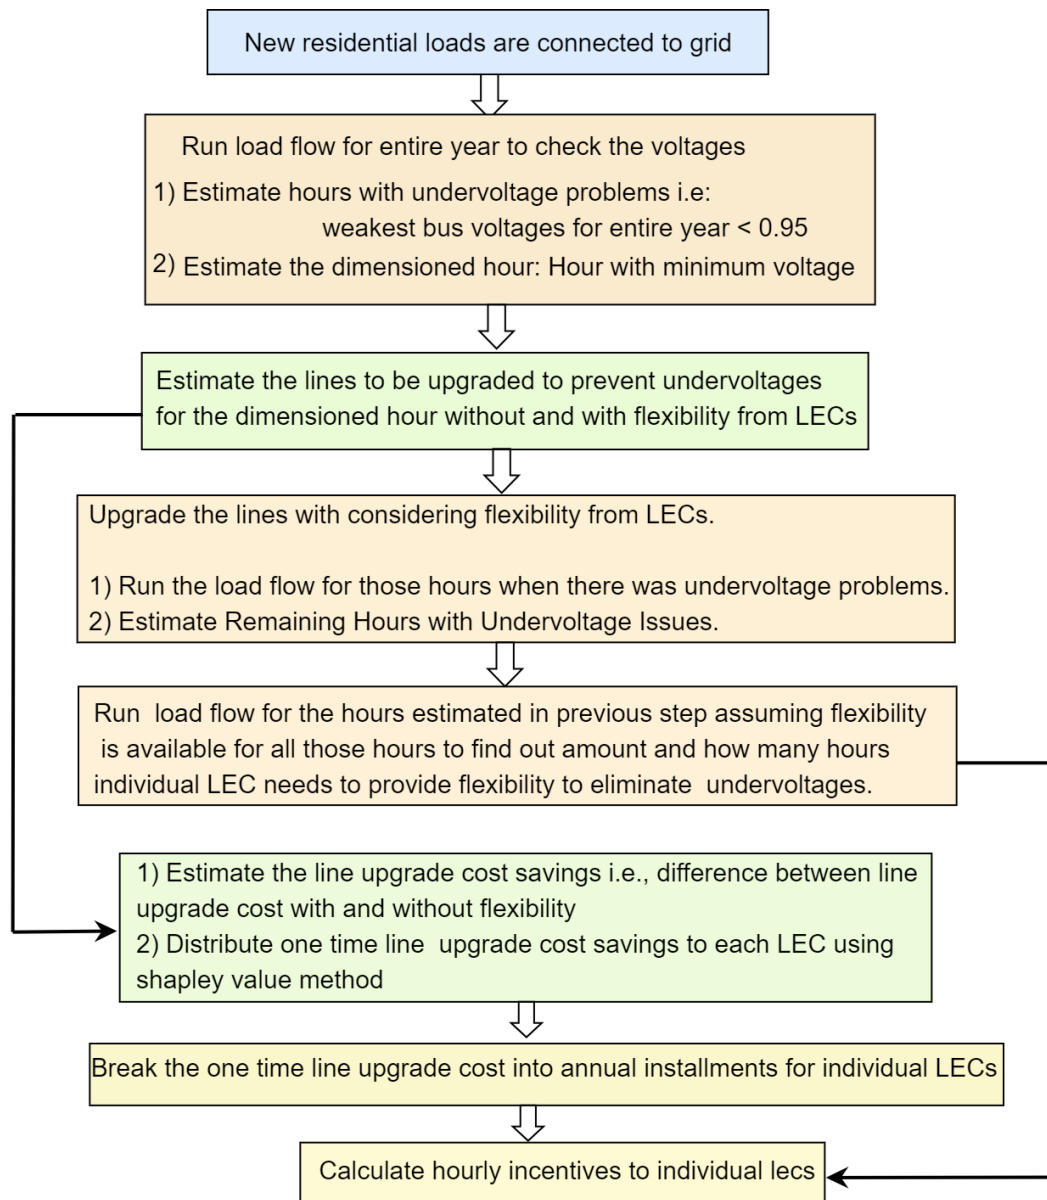 New residential loads are connected to grid
Run load flow for entire year to check the voltages
1) Estimate hours with undervoltage problems i.e:
weakest bus voltages for entire year < 0.95
2) Estimate the dimensioned hour: Hour with minimum voltage
Estimate the lines to be upgraded to prevent undervoltages
for the dimensioned hour without and with flexibility from LECs
Upgrade the lines with considering flexibility from LECs.
1) Run the load flow for those hours when there was undervoltage problems.
2) Estimate Remaining Hours with Undervoltage Issues.
Run load flow for the hours estimated in previous step assuming flexibility
is available for all those hours to find out amount and how many hours
individual LEC needs to provide flexibility to eliminate undervoltages.
1) Estimate the line upgrade cost savings i.e., difference between line
upgrade cost with and without flexibility
2) Distribute one time line upgrade cost savings to each LEC using
shapley value method
Break the one time line upgrade cost into annual installments for individual LECs
Calculate hourly incentives to individual lecs